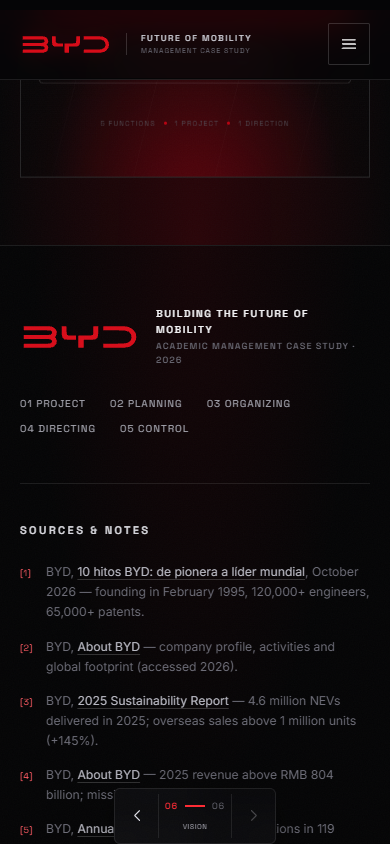 BYD
FUTURE OF MOBILITY
MANAGEMENT CASE STUDY
5 FUNCTIONS • 1 PROJECT • 1 DIRECTION
BYD
BUILDING THE FUTURE OF
MOBILITY
ACADEMIC MANAGEMENT CASE STUDY ·
2026
01 PROJECT 02 PLANNING 03 ORGANIZING
04 DIRECTING 05 CONTROL
SOURCES & NOTES
[1] BYD, 10 hitos BYD: de pionera a líder mundial, October
2026 — founding in February 1995, 120,000+ engineers,
65,000+ patents.
[2] BYD, About BYD — company profile, activities and
global footprint (accessed 2026).
[3] BYD, 2025 Sustainability Report — 4.6 million NEVs
delivered in 2025; overseas sales above 1 million units
(+145%).
[4] BYD, About BYD — 2025 revenue above RMB 804
billion;
[5] BYD, in 119
06 06
VISION